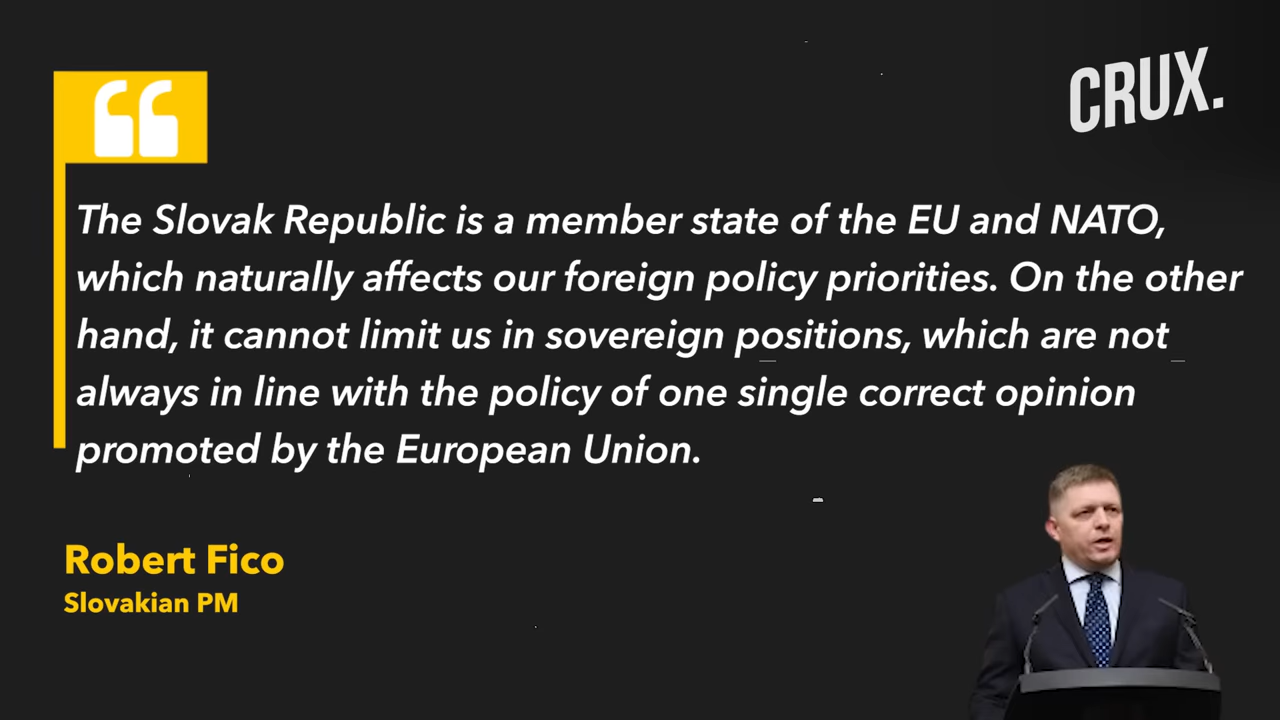 CRUX.
The Slovak Republic is a member state of the EU and NATO,
which naturally affects our foreign policy priorities. On the other
hand, it cannot limit us in sovereign positions, which are not
always in line with the policy of one single correct opinion
promoted by the European Union.
Robert Fico
Slovakian PM